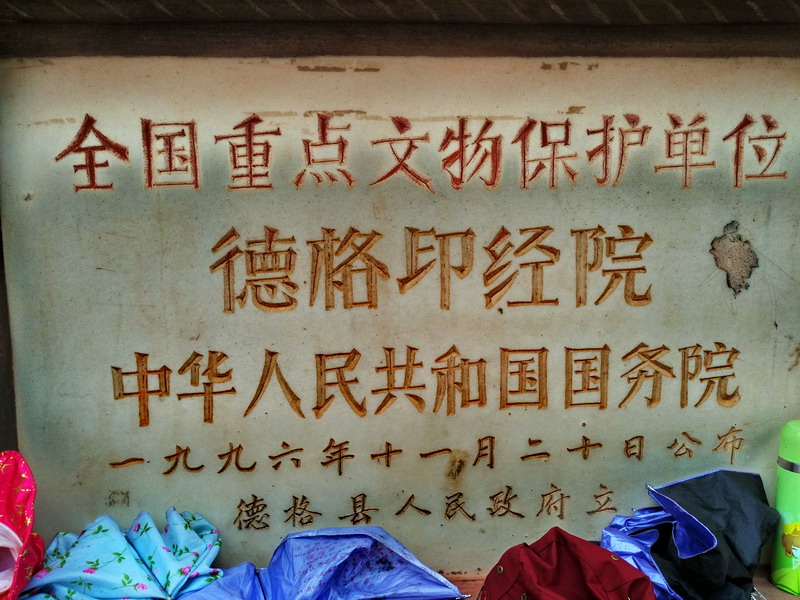 全国重点文物保护单位
德格印经院
中华人民共和国国务院
一九九六年十一月二十日公布
德格县人民政府立